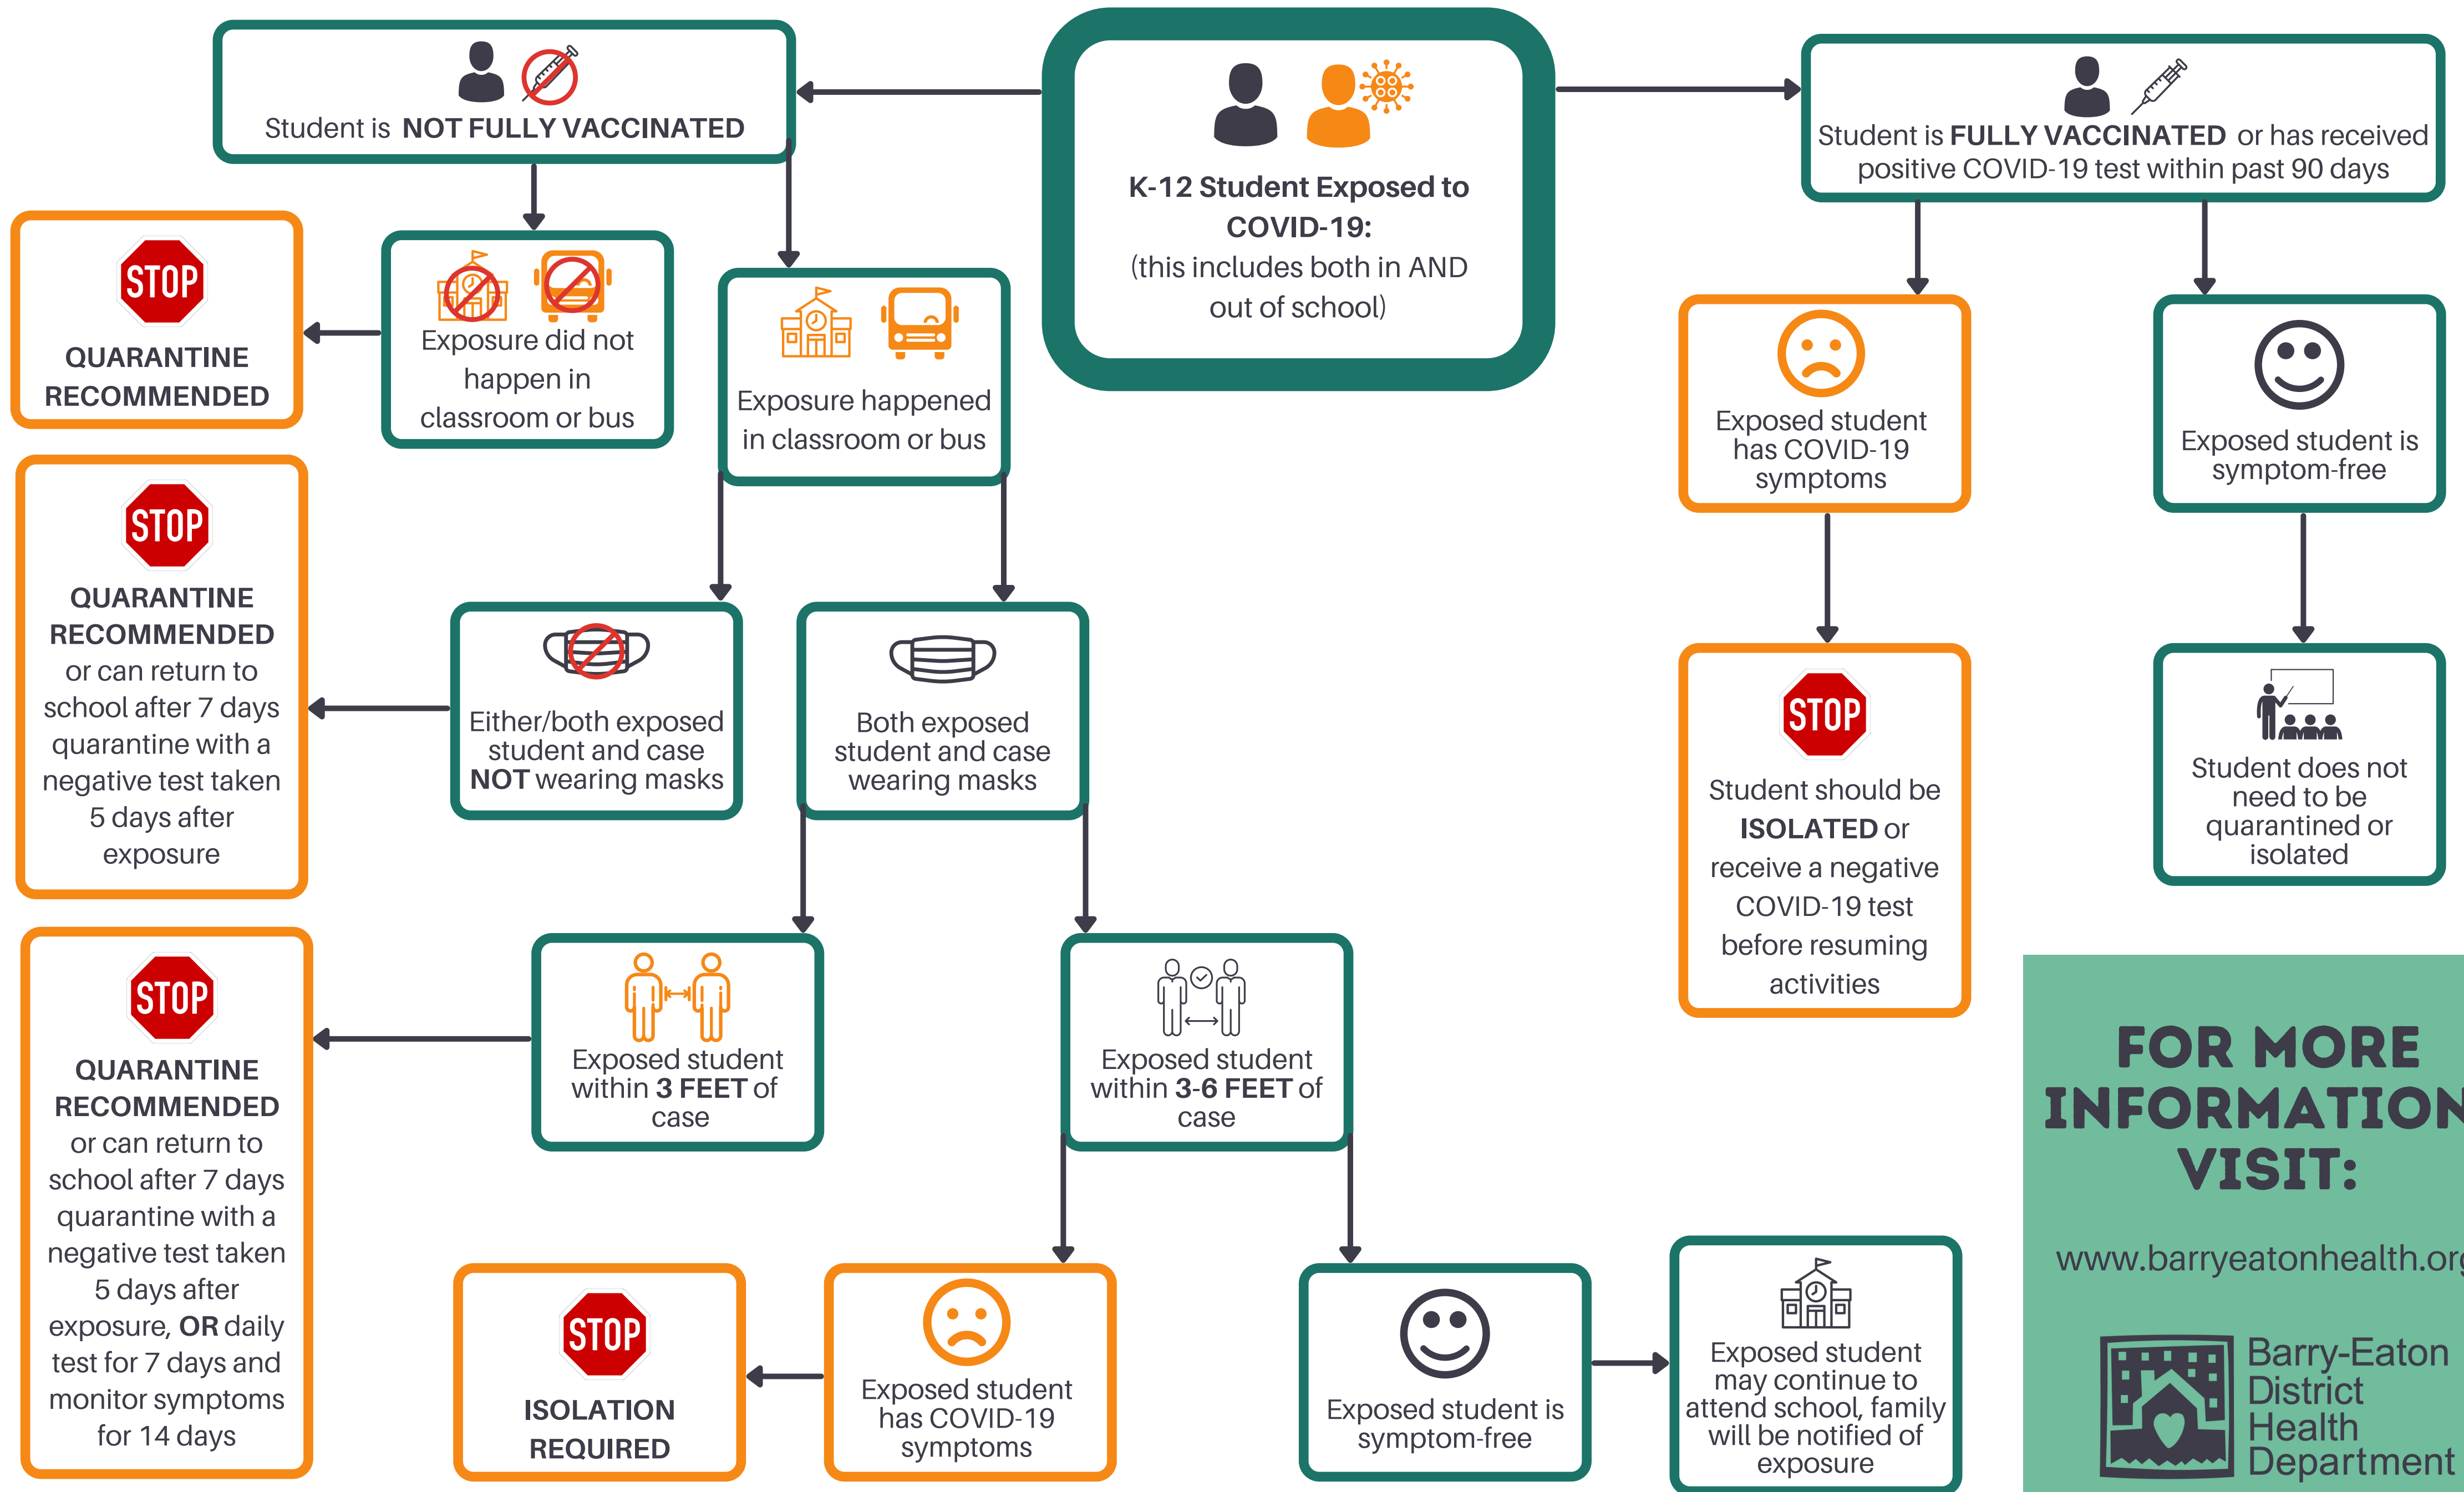 Student is NOT FULLY VACCINATED
K-12 Student Exposed to
COVID-19:
(this includes both in AND
out of school)
Student is FULLY VACCINATED or has received
positive COVID-19 test within past 90 days
STOP
QUARANTINE
RECOMMENDED
Exposure did not
happen in
classroom or bus
Exposure happened
in classroom or bus
Exposed student
has COVID-19
symptoms
Exposed student is
symptom-free
STOP
QUARANTINE
RECOMMENDED
or can return to
school after 7 days
quarantine with a
negative test taken
5 days after
exposure
Either/both exposed
student and case
NOT wearing masks
Both exposed
student and case
wearing masks
STOP
Student should be
ISOLATED or
receive a negative
COVID-19 test
before resuming
activities
Student does not
need to be
quarantined or
isolated
STOP
QUARANTINE
RECOMMENDED
or can return to
school after 7 days
quarantine with a
negative test taken
5 days after
exposure, OR daily
test for 7 days and
monitor symptoms
for 14 days
Exposed student
within 3 FEET of
case
Exposed student
within 3-6 FEET of
case
STOP
ISOLATION
REQUIRED
Exposed student
has COVID-19
symptoms
Exposed student is
symptom-free
Exposed student
may continue to
attend school, family
will be notified of
exposure
FOR MORE
INFORMATION
VISIT:
www.barryeatonhealth.org
Barry-Eaton
District
Health
Department